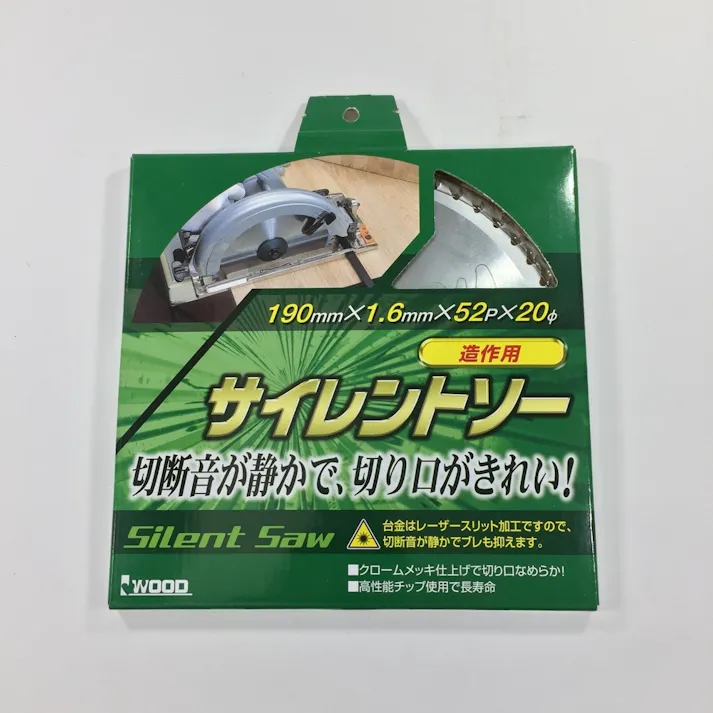 190mm×1.6mm×52P×20φ
造作用
サイレントソー
切断音が静かで、切り口がきれい!
Silent Saw
台金はレーザースリット加工ですので、
切断音が静かでブレも抑えます。
■クロームメッキ仕上げで切り口なめらか!
■高性能チップ使用で長寿命
WOOD